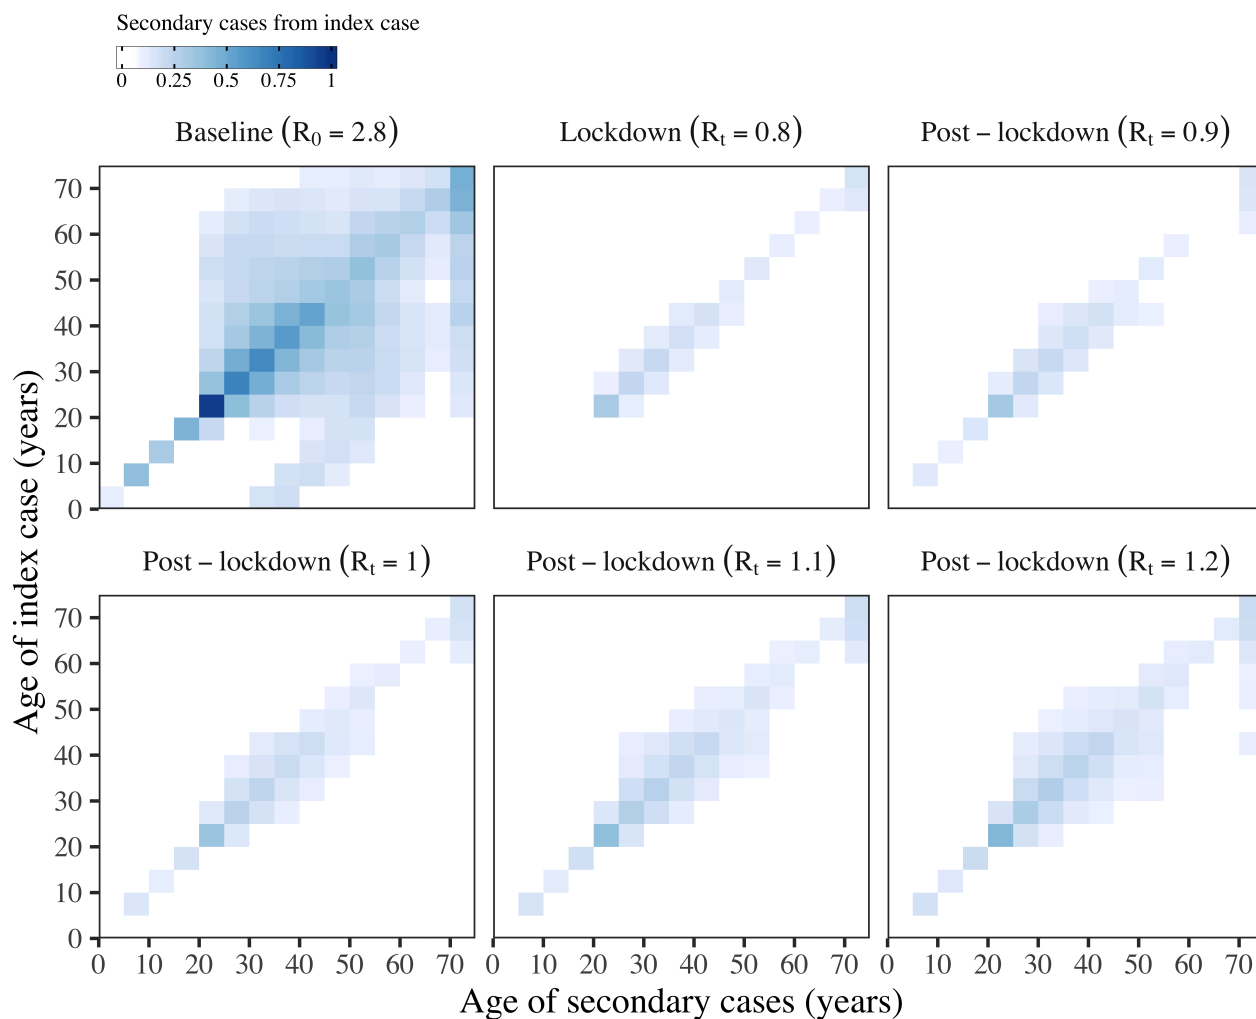 Secondary cases from index case
0 0.25 0.5 0.75 1
Baseline (R0 = 2.8)
Lockdown (Rt = 0.8)
Post – lockdown (Rt = 0.9)
70
60
50
40
30
20
10
0
Age of index case (years)
Post – lockdown (Rt = 1)
Post – lockdown (Rt = 1.1)
Post – lockdown (Rt = 1.2)
70
60
50
40
30
20
10
0
0 10 20 30 40 50 60 70
0 10 20 30 40 50 60 70
0 10 20 30 40 50 60 70
Age of secondary cases (years)